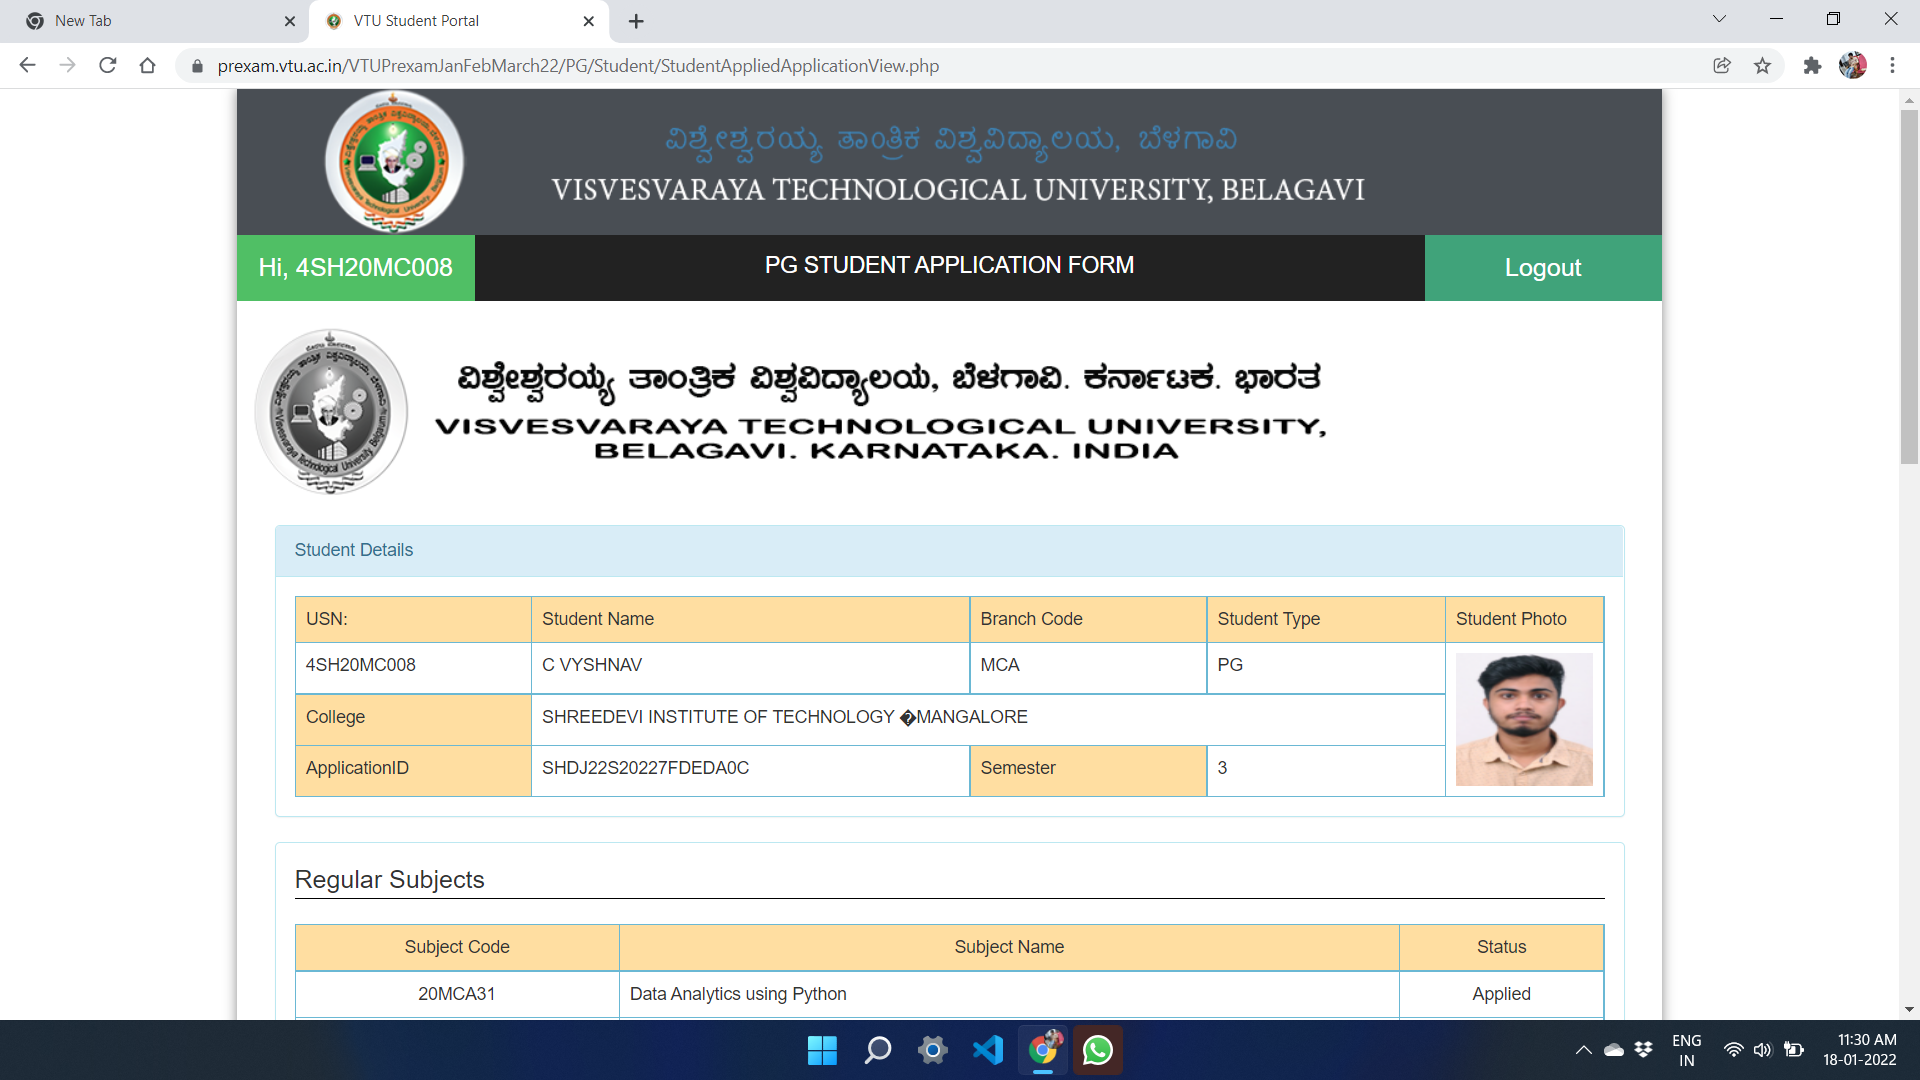 New Tab
VTU Student Portal
prexam.vtu.ac.in/VTUPrexamJanFebMarch22/PG/Student/StudentAppliedApplicationView.php
ವಿಶ್ವೇಶ್ವರಯ್ಯ ತಾಂತ್ರಿಕ ವಿಶ್ವವಿದ್ಯಾಲಯ, ಬೆಳಗಾವಿ
VISVESVARAYA TECHNOLOGICAL UNIVERSITY, BELAGAVI
Hi, 4SH20MC008
PG STUDENT APPLICATION FORM
Logout
ವಿಶ್ವೇಶ್ವರಯ್ಯ ತಾಂತ್ರಿಕ ವಿಶ್ವವಿದ್ಯಾಲಯ, ಬೆಳಗಾವಿ. ಕರ್ನಾಟಕ. ಭಾರತ
VISVESVARAYA TECHNOLOGICAL UNIVERSITY,
BELAGAVI. KARNATAKA. INDIA
Student Details
USN: Student Name Branch Code Student Type Student Photo
4SH20MC008 C VYSHNAV MCA PG
College SHREEDEVI INSTITUTE OF TECHNOLOGY �MANGALORE
ApplicationID SHDJ22S20227FDEDA0C Semester 3
Regular Subjects
Subject Code Subject Name Status
20MCA31 Data Analytics using Python Applied
ENG
IN
11:30 AM
18-01-2022